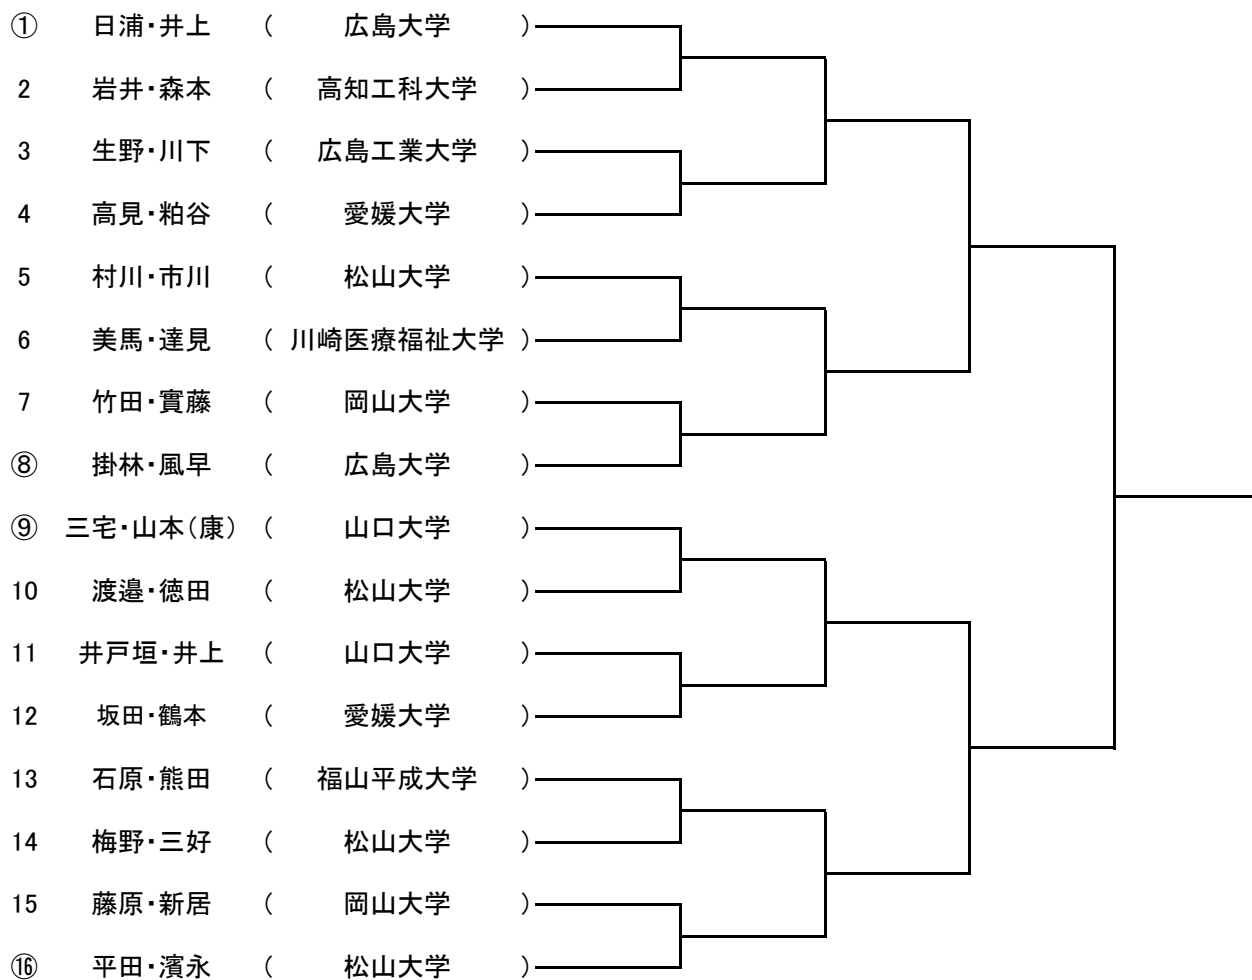 ① 日浦・井上 ( 広島大学 )
2 岩井・森本 ( 高知工科大学 )
3 生野・川下 ( 広島工業大学 )
4 高見・粕谷 ( 愛媛大学 )
5 村川・市川 ( 松山大学 )
6 美馬・達見 ( 川崎医療福祉大学 )
7 竹田・實藤 ( 岡山大学 )
⑧ 掛林・風早 ( 広島大学 )
⑨ 三宅・山本(康) ( 山口大学 )
10 渡邉・徳田 ( 松山大学 )
11 井戸垣・井上 ( 山口大学 )
12 坂田・鶴本 ( 愛媛大学 )
13 石原・熊田 ( 福山平成大学 )
14 梅野・三好 ( 松山大学 )
15 藤原・新居 ( 岡山大学 )
⑯ 平田・濱永 ( 松山大学 )